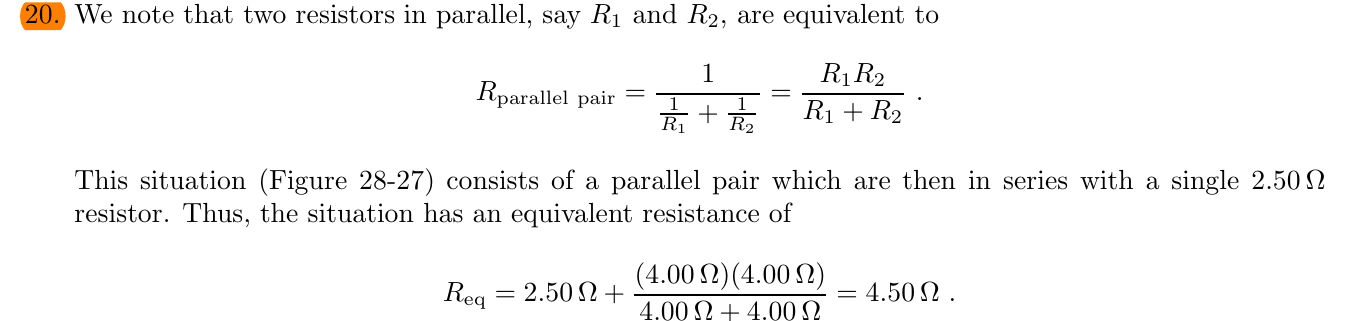 20. We note that two resistors in parallel, say R₁ and R₂, are equivalent to
R_parallel pair = 1 / (1/R₁ + 1/R₂) = R₁R₂ / (R₁ + R₂) .
This situation (Figure 28-27) consists of a parallel pair which are then in series with a single 2.50 Ω
resistor. Thus, the situation has an equivalent resistance of
R_eq = 2.50 Ω + (4.00 Ω)(4.00 Ω) / (4.00 Ω + 4.00 Ω) = 4.50 Ω .